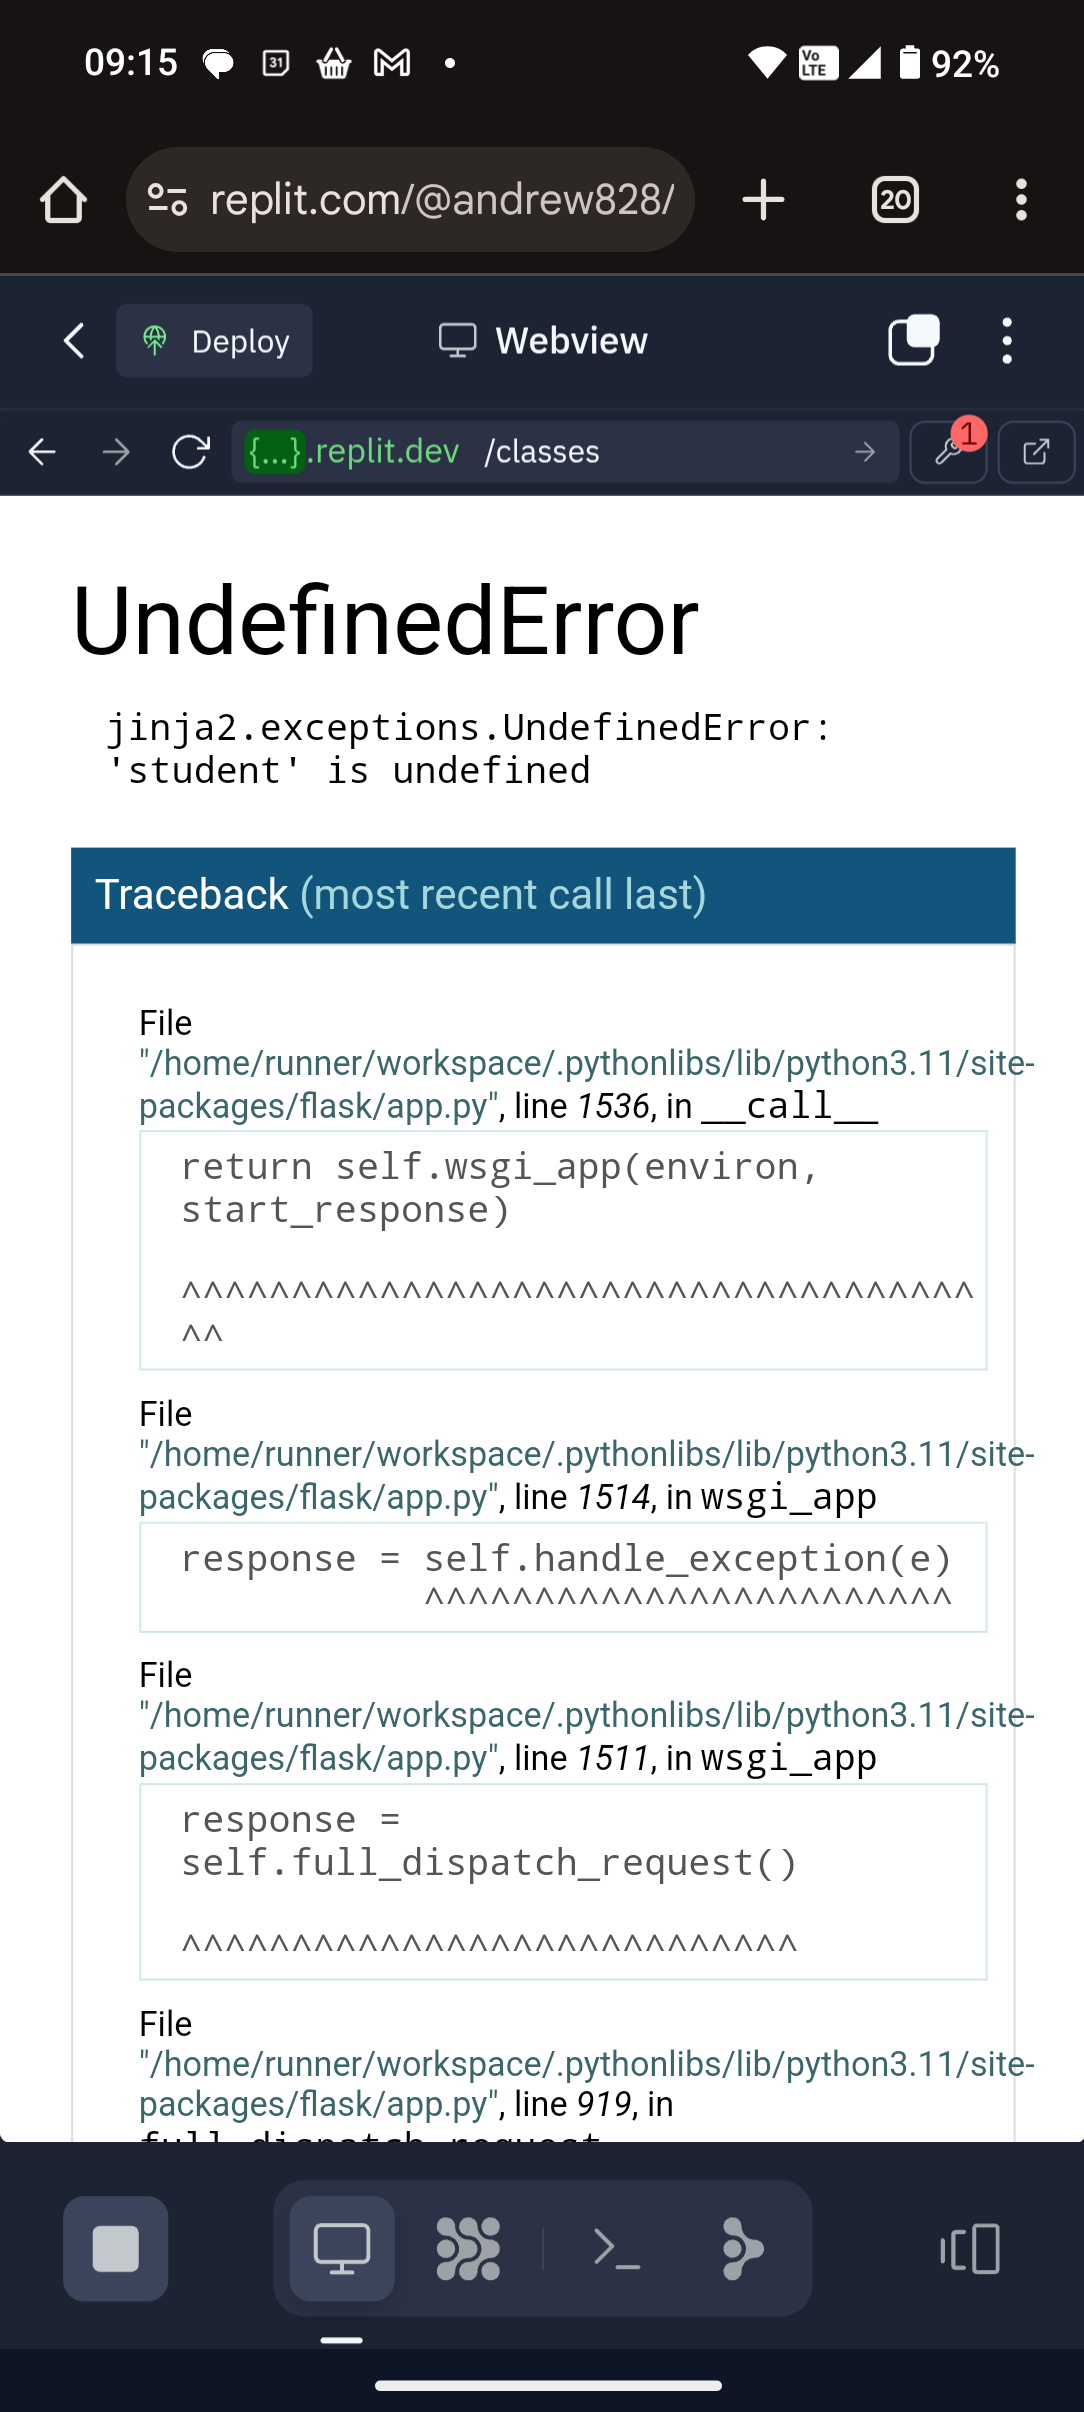 09:15
31
Vo
LTE
92%
replit.com/@andrew828/
20
Deploy
Webview
{...}.replit.dev /classes
1
UndefinedError
jinja2.exceptions.UndefinedError:
'student' is undefined
Traceback (most recent call last)
File
"/home/runner/workspace/.pythonlibs/lib/python3.11/site-
packages/flask/app.py", line 1536, in __call__
return self.wsgi_app(environ,
start_response)
^^^^^^^^^^^^^^^^^^^^^^^^^^^^^^^^^^^^
^^
File
"/home/runner/workspace/.pythonlibs/lib/python3.11/site-
packages/flask/app.py", line 1514, in wsgi_app
response = self.handle_exception(e)
^^^^^^^^^^^^^^^^^^^^^^^^
File
"/home/runner/workspace/.pythonlibs/lib/python3.11/site-
packages/flask/app.py", line 1511, in wsgi_app
response =
self.full_dispatch_request()
^^^^^^^^^^^^^^^^^^^^^^^^^^^^
File
"/home/runner/workspace/.pythonlibs/lib/python3.11/site-
packages/flask/app.py", line 919, in
full_dispatch_request